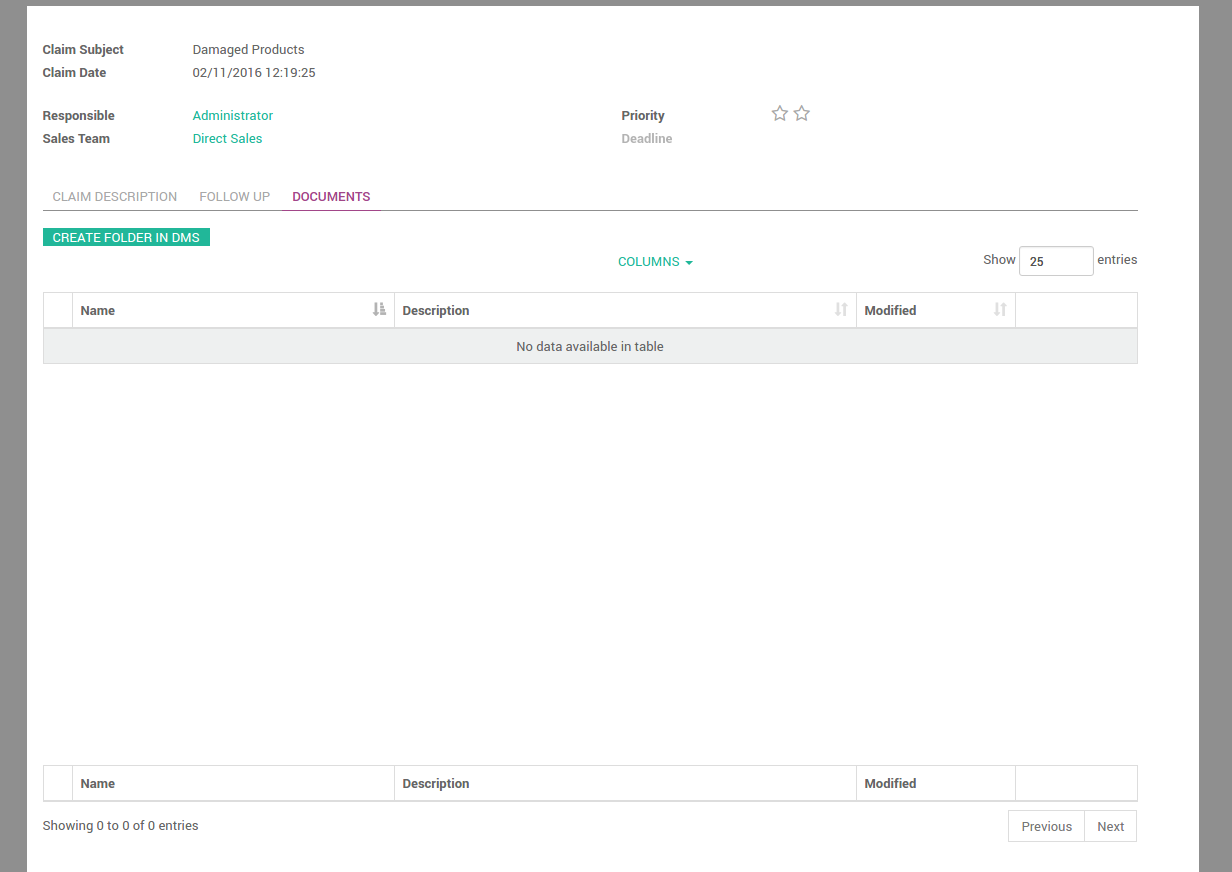 Claim Subject Damaged Products
Claim Date 02/11/2016 12:19:25
Responsible Administrator Priority
Sales Team Direct Sales Deadline
CLAIM DESCRIPTION FOLLOW UP DOCUMENTS
CREATE FOLDER IN DMS
COLUMNS Show 25 entries
Name Description Modified
No data available in table
Name Description Modified
Showing 0 to 0 of 0 entries Previous Next